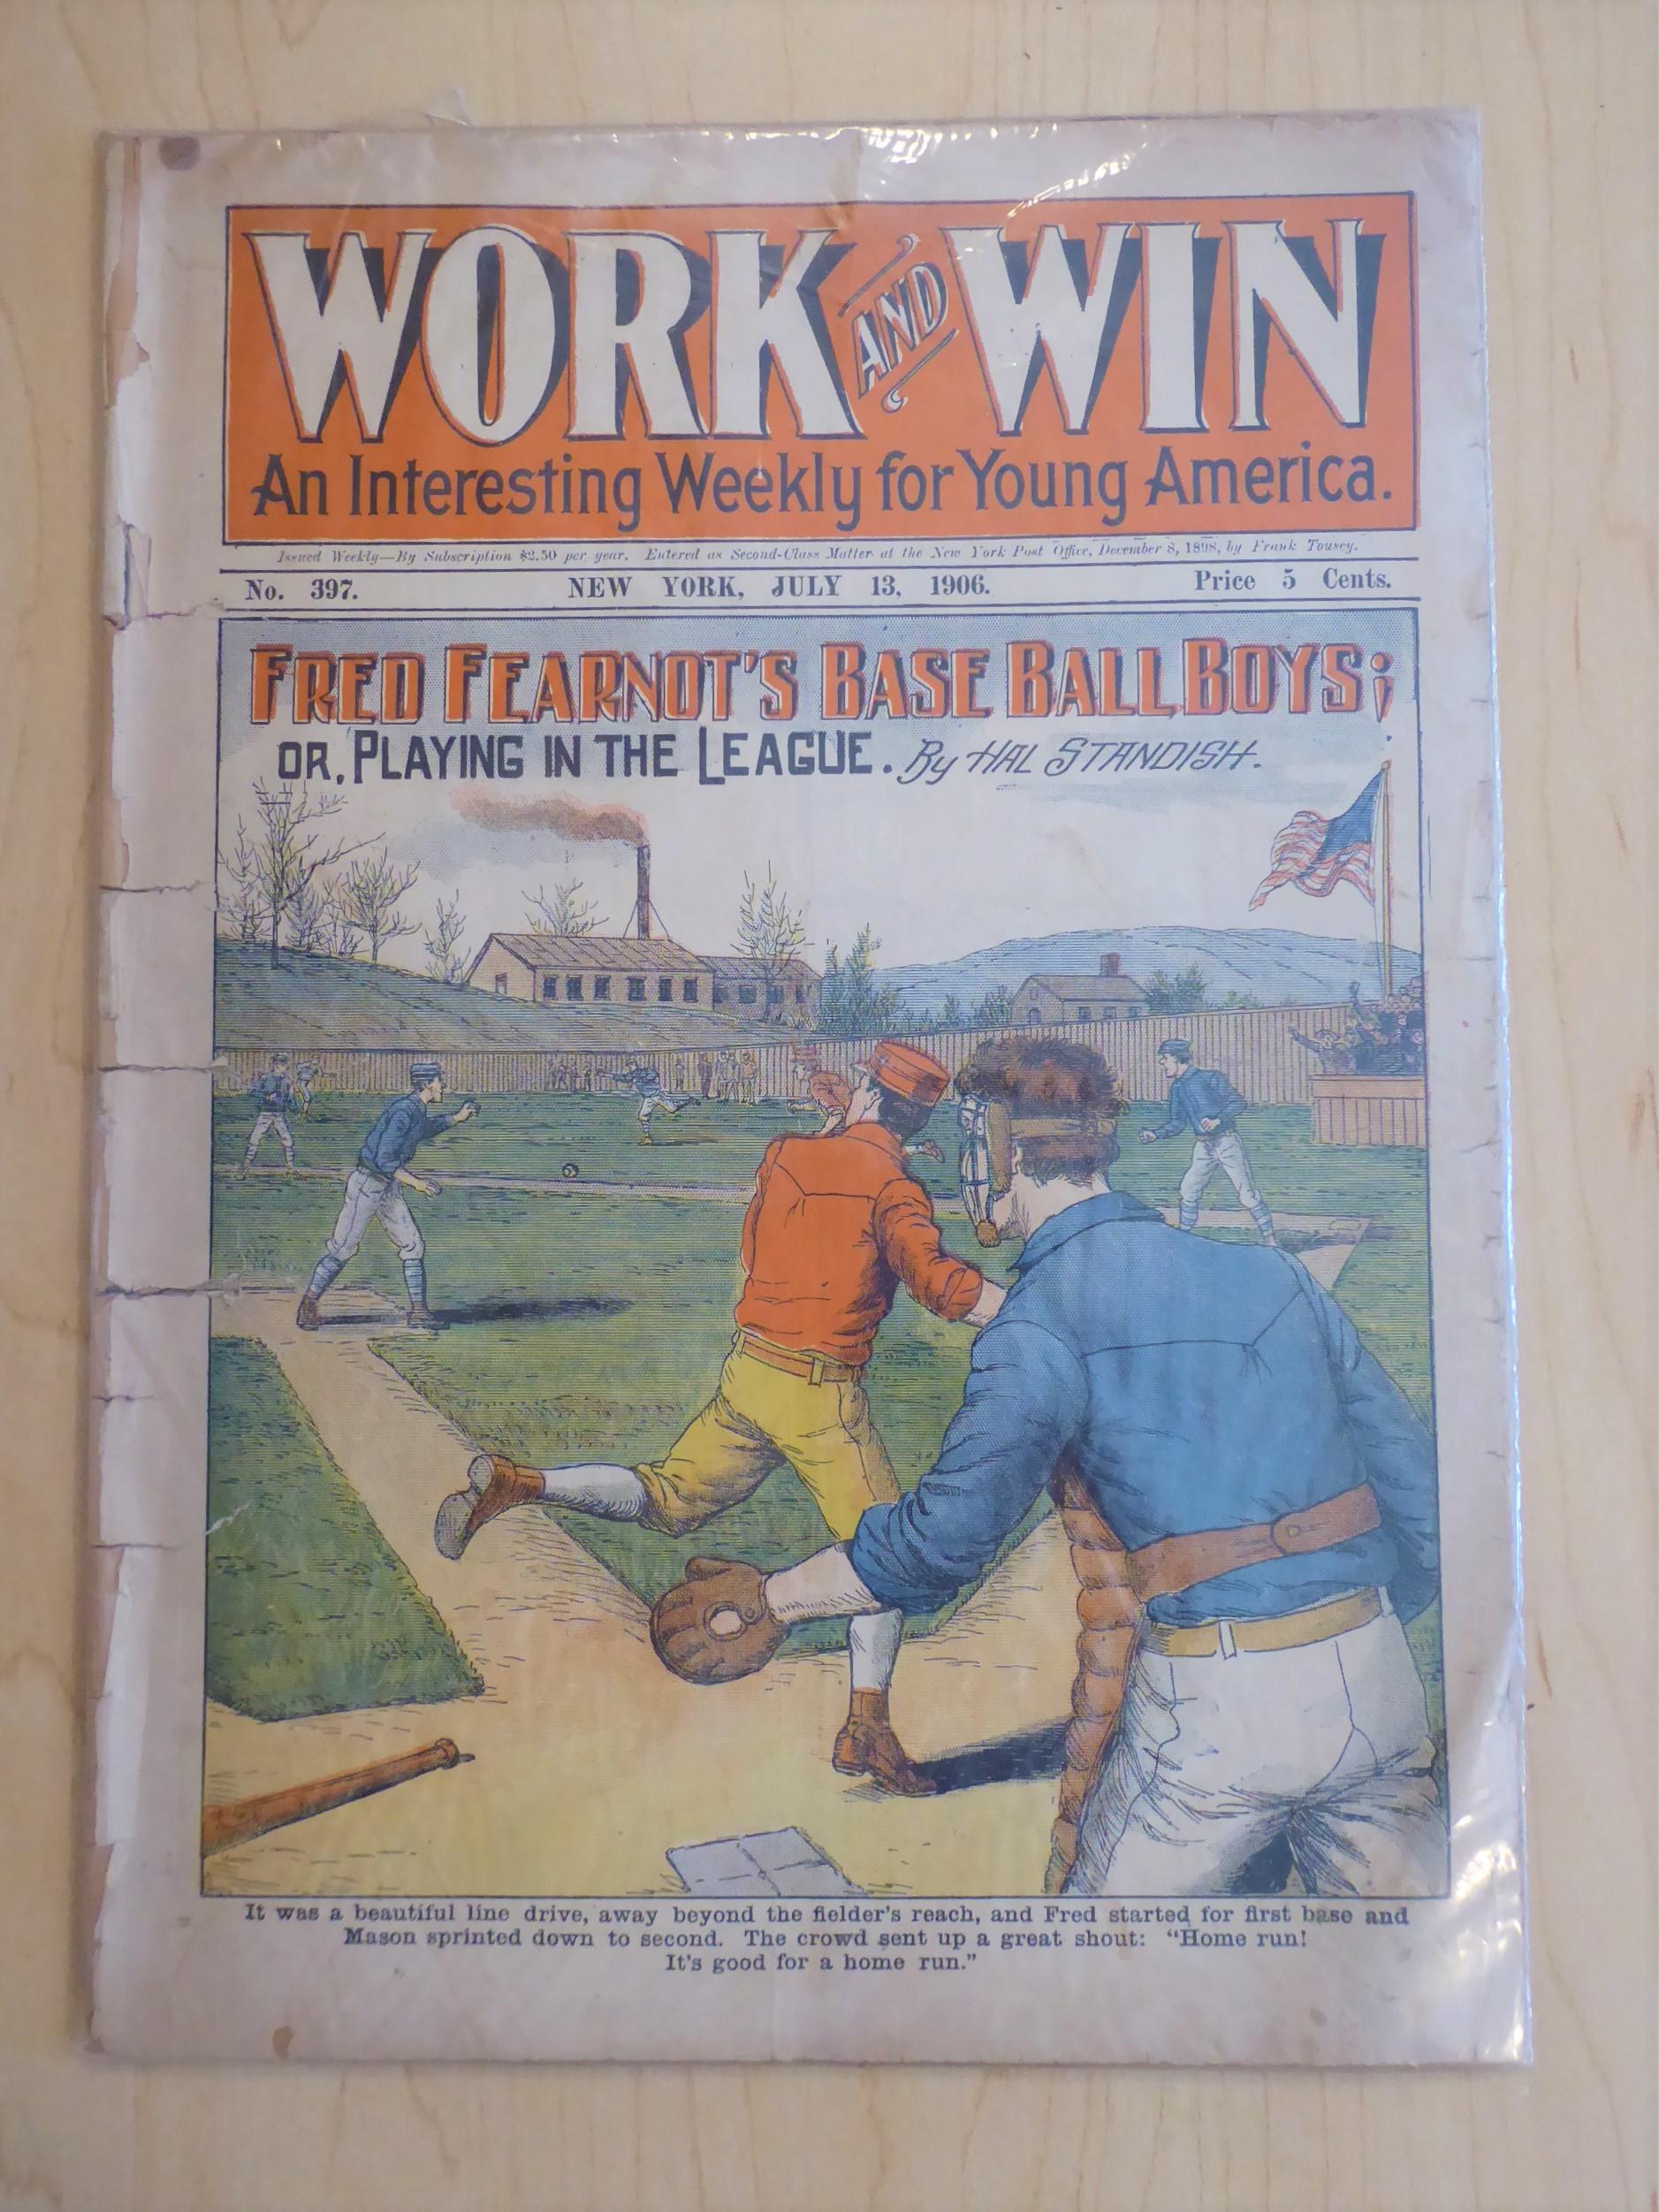 WORK AND WIN
An Interesting Weekly for Young America.
Issued Weekly—By Subscription $2.50 per year. Entered as Second-Class Matter at the New York Post Office, December 8, 1898, by Frank Tousey.
No. 397. NEW YORK, JULY 13, 1906. Price 5 Cents.
FRED FEARNOT'S BASE BALL BOYS;
OR, PLAYING IN THE LEAGUE. By HAL STANDISH.
It was a beautiful line drive, away beyond the fielder's reach, and Fred started for first base and
Mason sprinted down to second. The crowd sent up a great shout: "Home run!
It's good for a home run."